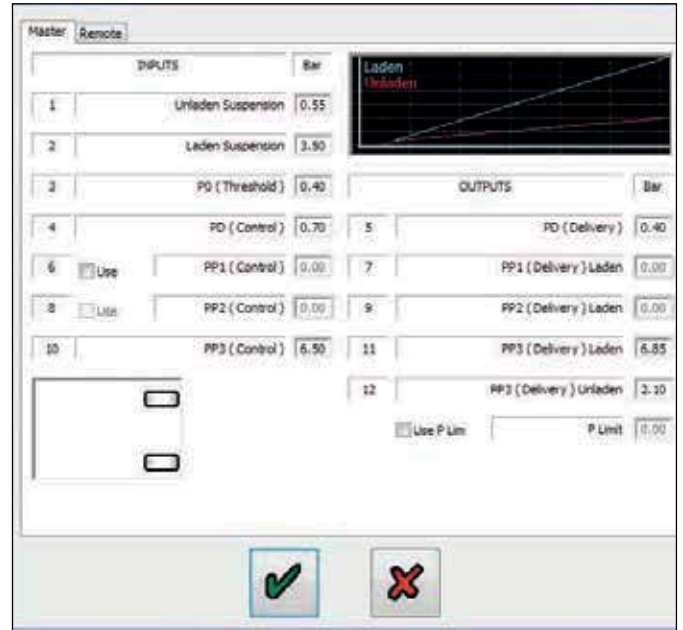 Master Remote
INPUTS Bar
Laden
Unladen
1 Unladen Suspension 0.55
2 Laden Suspension 3.50
3 P0 ( Threshold ) 0.40
OUTPUTS Bar
4 PD ( Control ) 0.70
5 PD ( Delivery ) 0.40
6 Use PP1 ( Control ) 0.00
7 PP1 ( Delivery ) Laden 0.00
8 Use PP2 ( Control ) 0.00
9 PP2 ( Delivery ) Laden 0.00
10 PP3 ( Control ) 6.50
11 PP3 ( Delivery ) Laden 6.85
12 PP3 ( Delivery ) Unladen 2.10
Use P Lim P Limit 0.00